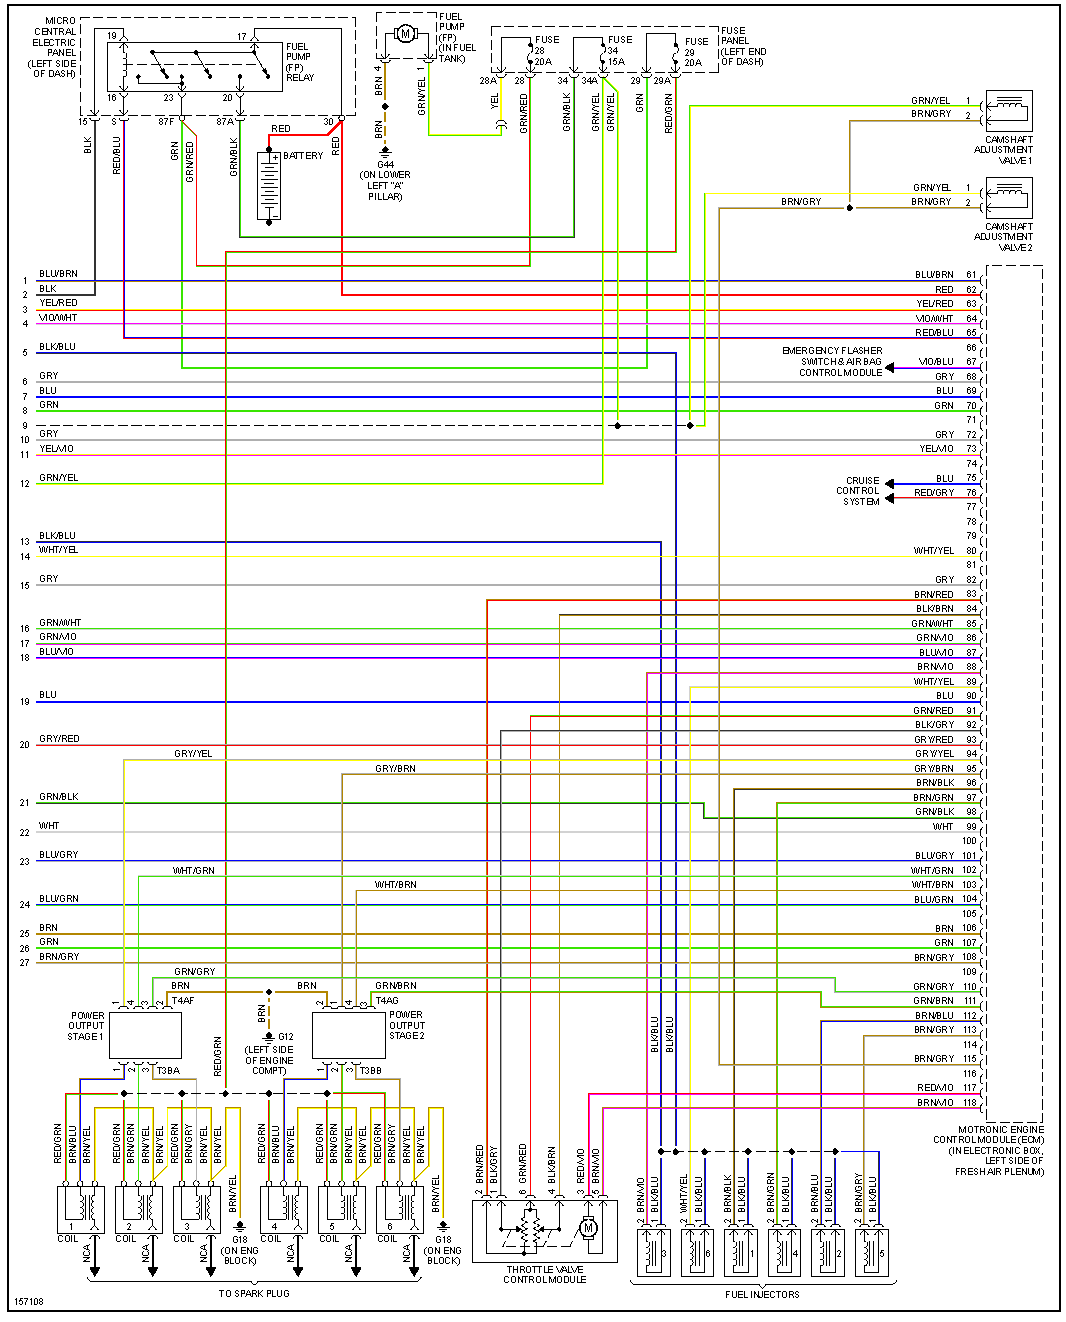 MICRO
CENTRAL
ELECTRIC
PANEL
(LEFT SIDE
OF DASH)
19
17
FUEL
PUMP
(FP)
RELAY
16
23
20
15
S
87F
87A
30
BLK
RED/BLU
GRN
GRN/RED
GRN/BLK
RED
RED
BATTERY
+
-
M
FUEL
PUMP
(FP)
(IN FUEL
TANK)
4
1
BRN
BRN
GRN/YEL
G44
(ON LOWER
LEFT "A"
PILLAR)
FUSE
28
20A
FUSE
34
15A
FUSE
29
20A
FUSE
PANEL
(LEFT END
OF DASH)
28A
28
34
34A
29
29A
YEL
GRN/RED
GRN/BLK
GRN/YEL
GRN/YEL
GRN
RED/GRN
GRN/YEL 1
BRN/GRY 2
CAMSHAFT
ADJUSTMENT
VALVE 1
GRN/YEL 1
BRN/GRY 2
BRN/GRY
CAMSHAFT
ADJUSTMENT
VALVE 2
1 BLU/BRN
2 BLK
3 YEL/RED
4 VIO/WHT
5 BLK/BLU
6 GRY
7 BLU
8 GRN
9
10 GRY
11 YEL/VIO
12 GRN/YEL
13 BLK/BLU
14 WHT/YEL
15 GRY
16 GRN/WHT
17 GRN/VIO
18 BLU/VIO
19 BLU
20 GRY/RED
21 GRN/BLK
22 WHT
23 BLU/GRY
24 BLU/GRN
25 BRN
26 GRN
27 BRN/GRY
EMERGENCY FLASHER
SWITCH & AIR BAG
CONTROL MODULE
CRUISE
CONTROL
SYSTEM
BLU/BRN 61
RED 62
YEL/RED 63
VIO/WHT 64
RED/BLU 65
66
VIO/BLU 67
GRY 68
BLU 69
GRN 70
71
GRY 72
YEL/VIO 73
74
BLU 75
RED/GRY 76
77
78
79
WHT/YEL 80
81
GRY 82
BRN/RED 83
BLK/BRN 84
GRN/WHT 85
GRN/VIO 86
BLU/VIO 87
BRN/VIO 88
WHT/YEL 89
BLU 90
GRN/RED 91
BLK/GRY 92
GRY/RED 93
GRY/YEL 94
GRY/BRN 95
BRN/BLK 96
BRN/GRN 97
GRN/BLK 98
WHT 99
100
BLU/GRY 101
WHT/GRN 102
WHT/BRN 103
BLU/GRN 104
105
BRN 106
GRN 107
BRN/GRY 108
109
GRN/GRY 110
GRN/BRN 111
BRN/BLU 112
BRN/GRY 113
114
BRN/GRY 115
116
RED/VIO 117
BRN/VIO 118
MOTRONIC ENGINE
CONTROL MODULE (ECM)
(IN ELECTRONIC BOX,
LEFT SIDE OF
FRESH AIR PLENUM)
GRY/YEL
GRY/BRN
WHT/GRN
WHT/BRN
GRN/GRY
BRN
BRN
GRN/BRN
1
4
3
2
T4AF
2
1
4
3
T4AG
POWER
OUTPUT
STAGE 1
POWER
OUTPUT
STAGE 2
BRN
G12
(LEFT SIDE
OF ENGINE
COMPT)
1
2
3
T3BA
1
2
3
T3BB
RED/GRN
BLK/BLU
BLK/BLU
RED/GRN
BRN/BLU
BRN/YEL
RED/GRN
BRN/GRN
BRN/YEL
RED/GRN
BRN/GRY
BRN/YEL
BRN/YEL
RED/GRN
BRN/BLU
BRN/YEL
RED/GRN
BRN/GRN
BRN/YEL
RED/GRN
BRN/GRY
BRN/YEL
BRN/YEL
1
COIL
2
COIL
3
COIL
4
COIL
5
COIL
6
COIL
NCA
NCA
NCA
NCA
NCA
NCA
G18
(ON ENG
BLOCK)
G18
(ON ENG
BLOCK)
TO SPARK PLUG
BRN/RED
BLK/GRY
GRN/RED
BLK/BRN
RED/VIO
BRN/VIO
2
1
6
4
3
5
M
THROTTLE VALVE
CONTROL MODULE
BRN/VIO
BLK/BLU
WHT/YEL
BLK/BLU
BRN/BLK
BLK/BLU
BRN/GRN
BLK/BLU
BRN/BLU
BLK/BLU
BRN/GRY
BLK/BLU
2
1
2
1
2
1
2
1
2
1
2
1
3
6
1
4
2
5
FUEL INJECTORS
157108